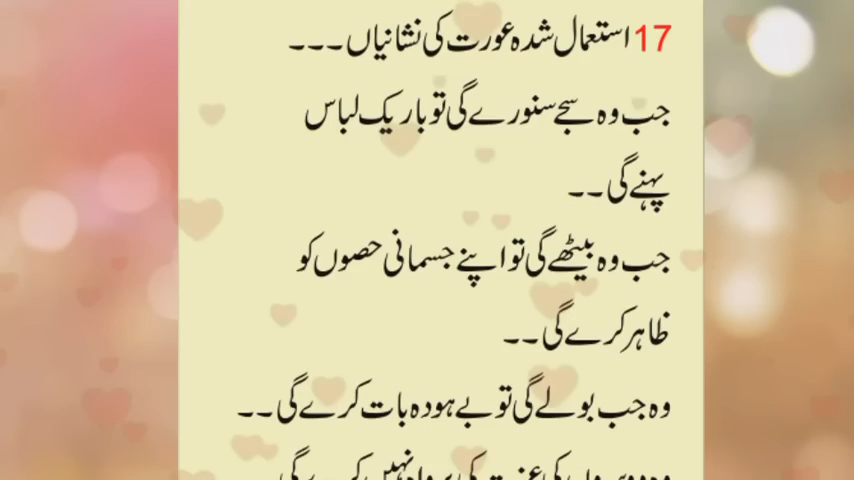 17 استعمال شدہ عورت کی نشانیاں ۔۔۔
جب وہ سجے سنورے گی تو باریک لباس
پہنے گی ۔۔
جب وہ بیٹھے گی تو اپنے جسمانی حصوں کو
ظاہر کرے گی ۔۔
وہ جب بولے گی تو بے ہودہ بات کرے گی ۔۔